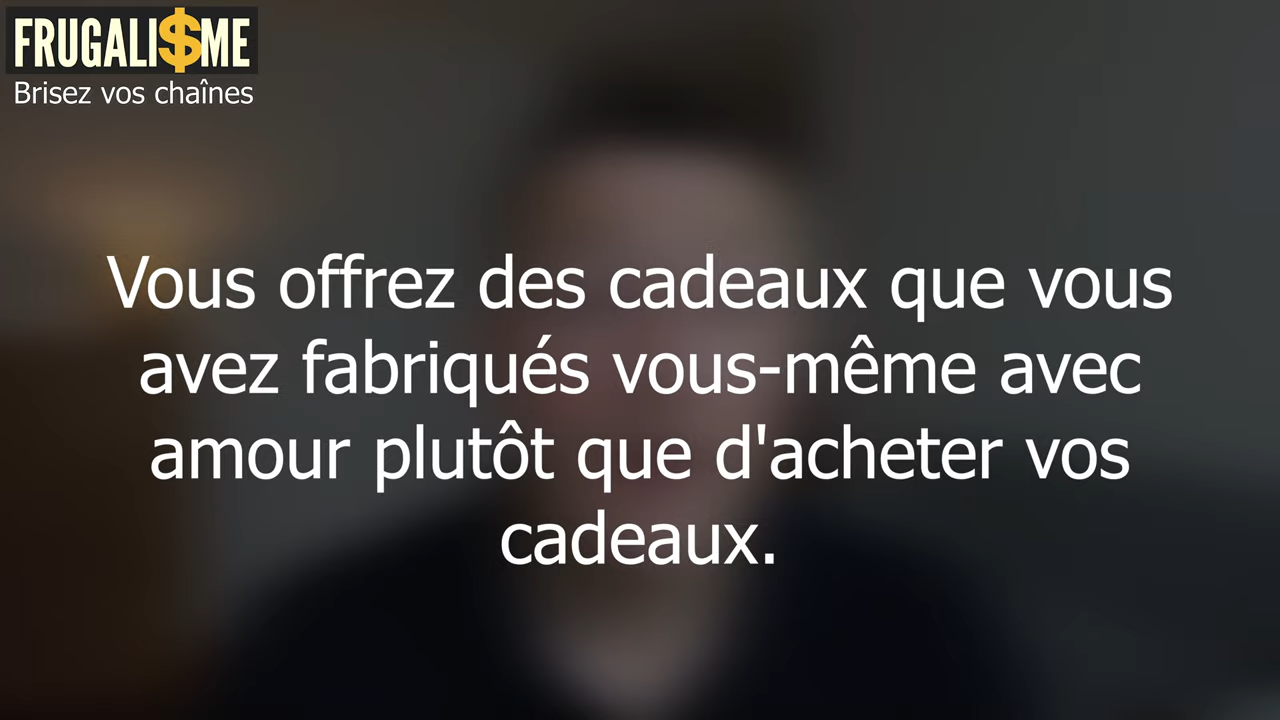 FRUGALI$ME
Brisez vos chaînes
Vous offrez des cadeaux que vous
avez fabriqués vous-même avec
amour plutôt que d'acheter vos
cadeaux.